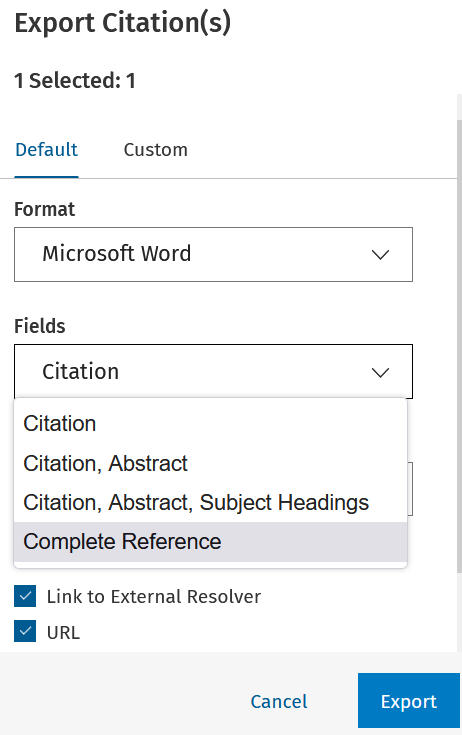 Export Citation(s)
1 Selected: 1
Default Custom
Format
Microsoft Word
Fields
Citation
Citation
Citation, Abstract
Citation, Abstract, Subject Headings
Complete Reference
Link to External Resolver
URL
Cancel Export